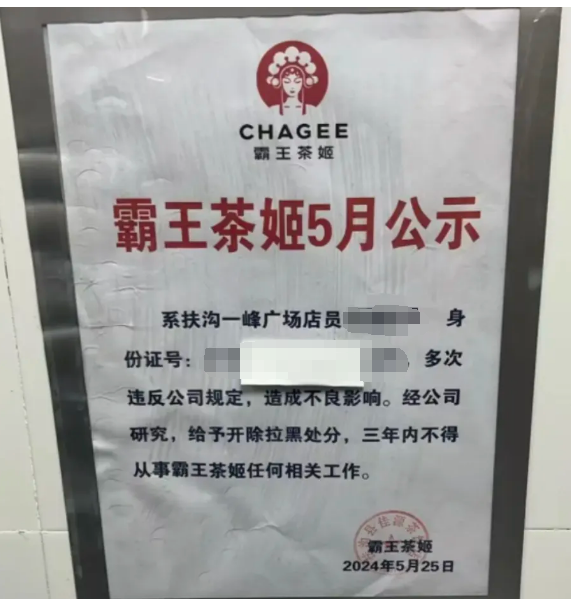 CHAGEE
霸王茶姬
霸王茶姬5月公示
系扶沟一峰广场店员 身
份证号: ,多次
违反公司规定,造成不良影响。经公司
研究,给予开除拉黑处分,三年内不得
从事霸王茶姬任何相关工作。
霸王茶姬
2024年5月25日